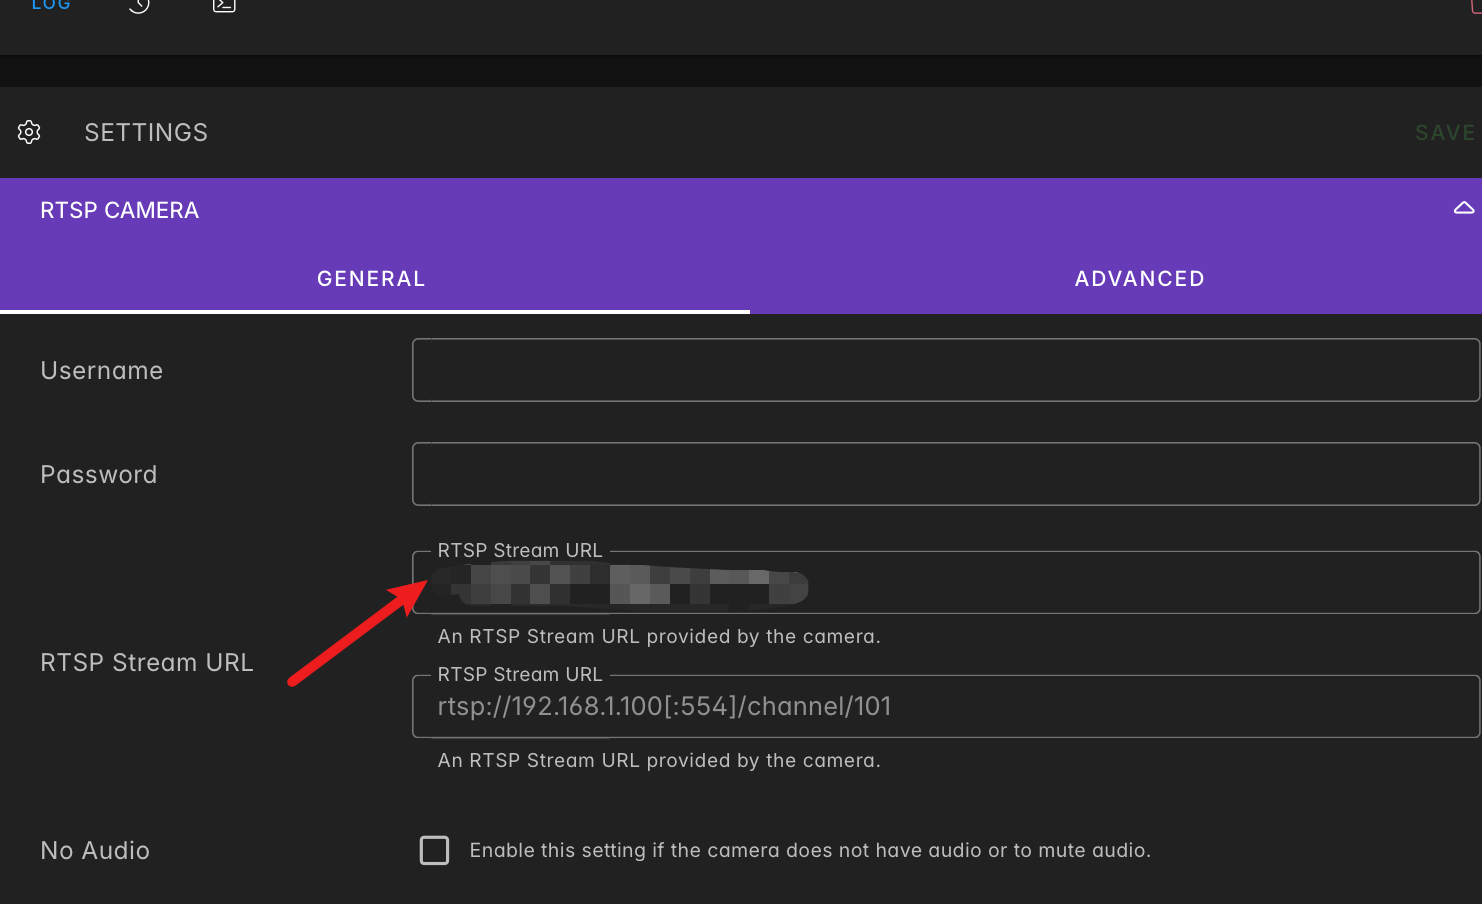 LOG
SETTINGS
SAVE
RTSP CAMERA
GENERAL
ADVANCED
Username
Password
RTSP Stream URL
An RTSP Stream URL provided by the camera.
RTSP Stream URL
RTSP Stream URL
rtsp://192.168.1.100[:554]/channel/101
An RTSP Stream URL provided by the camera.
No Audio
Enable this setting if the camera does not have audio or to mute audio.